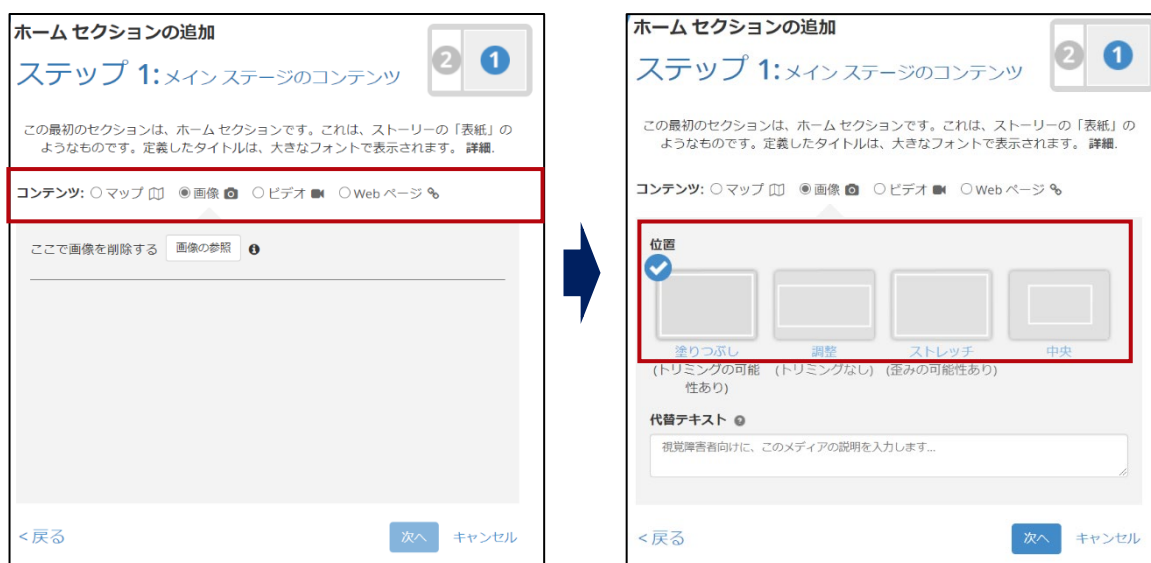 ホーム セクションの追加
ステップ 1: メイン ステージのコンテンツ
2 1
この最初のセクションは、ホーム セクションです。これは、ストーリーの「表紙」の
ようなものです。定義したタイトルは、大きなフォントで表示されます。 詳細.
コンテンツ: マップ 画像 ビデオ Web ページ
ここで画像を削除する 画像の参照
< 戻る 次へ キャンセル
ホーム セクションの追加
ステップ 1: メイン ステージのコンテンツ
2 1
この最初のセクションは、ホーム セクションです。これは、ストーリーの「表紙」の
ようなものです。定義したタイトルは、大きなフォントで表示されます。 詳細.
コンテンツ: マップ 画像 ビデオ Web ページ
位置
塗りつぶし 調整 ストレッチ 中央
(トリミングの可能 (トリミングなし) (歪みの可能性あり)
性あり)
代替テキスト
視覚障害者向けに、このメディアの説明を入力します...
< 戻る 次へ キャンセル